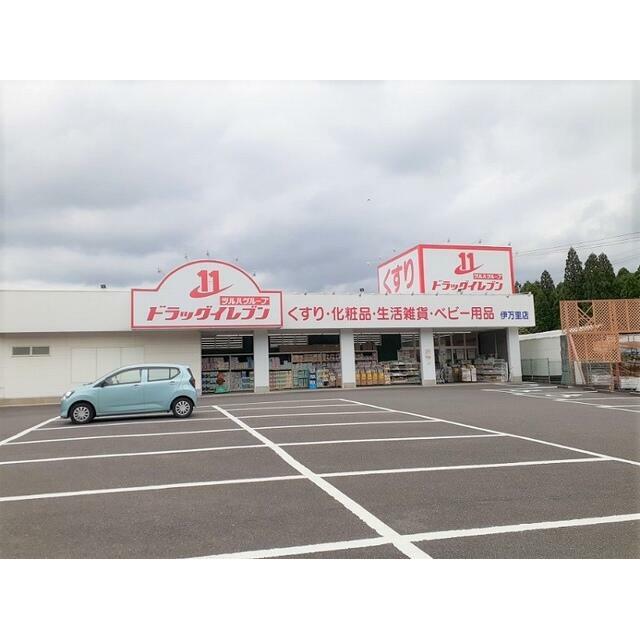 くすり
11
ツルハグループ
ドラッグイレブン
11
ツルハグループ
ドラッグイレブン
くすり・化粧品・生活雑貨・ベビー用品 伊万里店